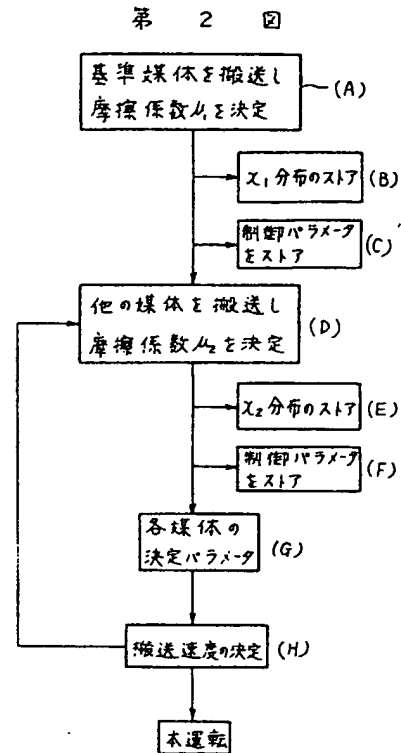 第 2 図
基準媒体を搬送し
摩擦係数μ₁を決定
(A)
χ₁分布のストア
(B)
制御パラメータ
をストア
(C)
他の媒体を搬送し
摩擦係数μ₂を決定
(D)
χ₂分布のストア
(E)
制御パラメータ
をストア
(F)
各媒体の
決定パラメータ
(G)
搬送速度の決定
(H)
本運転